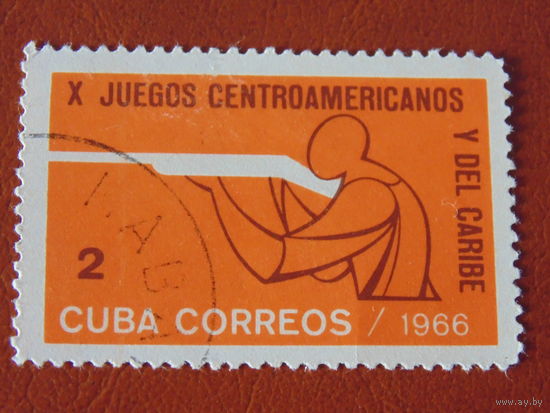 X JUEGOS CENTROAMERICANOS
Y DEL CARIBE
2
CUBA CORREOS / 1966
www.ay.by